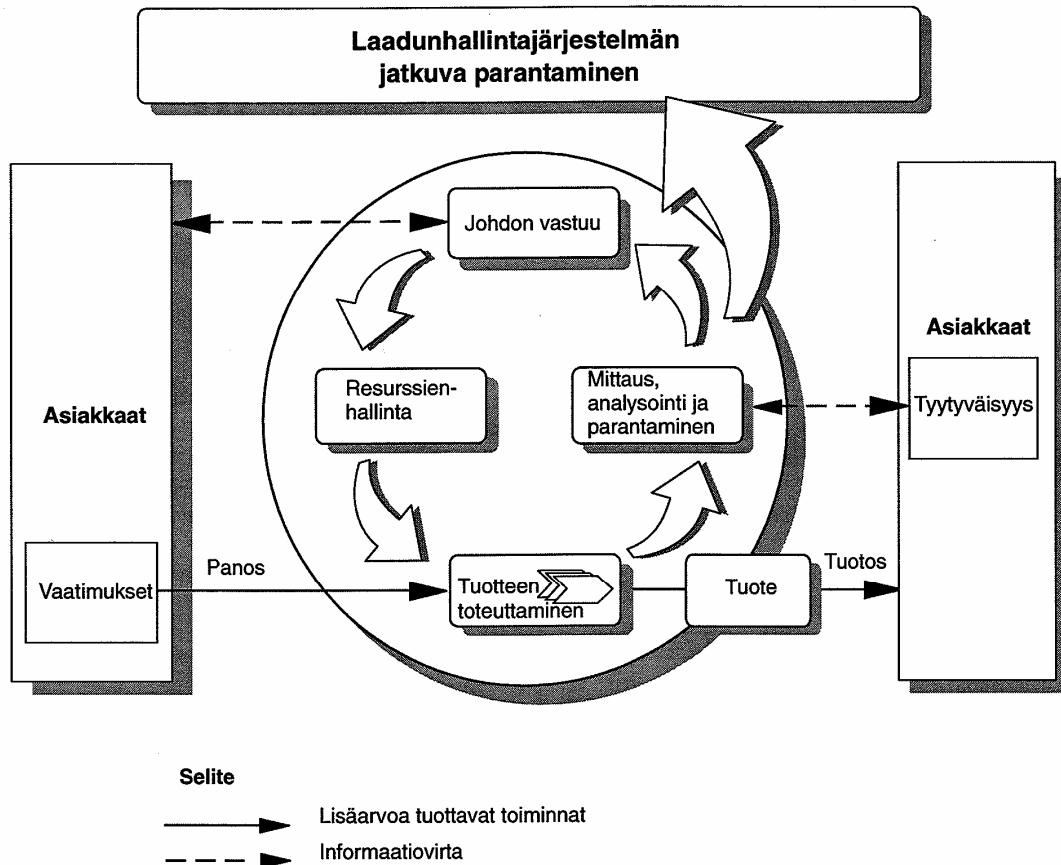 Laadunhallintajärjestelmän
jatkuva parantaminen
Johdon vastuu
Asiakkaat
Resurssien-
hallinta
Mittaus,
analysointi ja
parantaminen
Asiakkaat
Tyytyväisyys
Vaatimukset
Panos
Tuotteen
toteuttaminen
Tuote
Tuotos
Selite
Lisäarvoa tuottavat toiminnat
Informaatiovirta